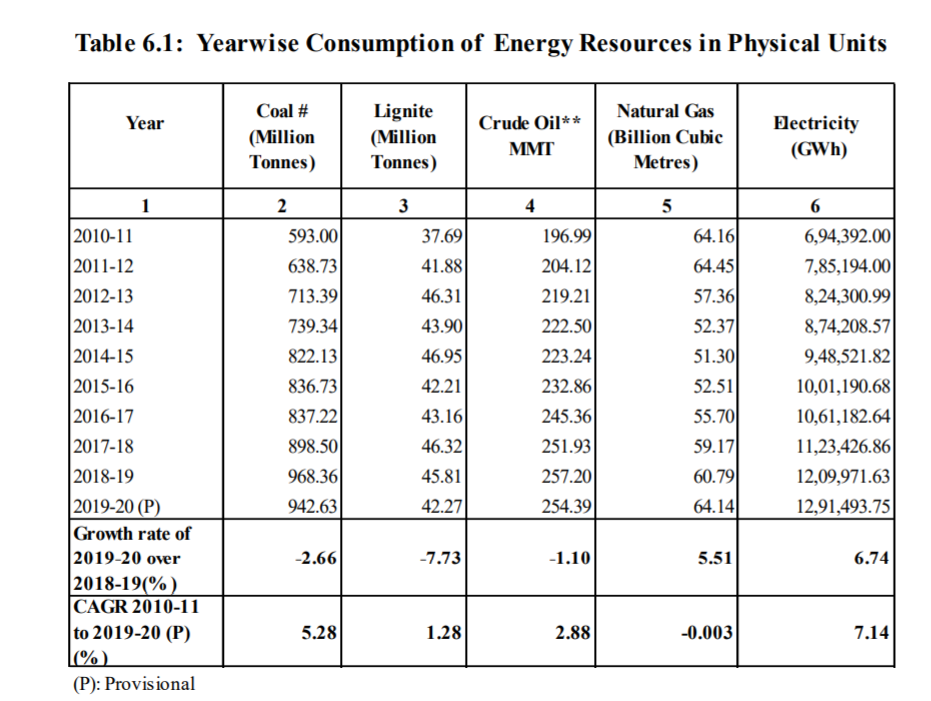 Table 6.1: Yearwise Consumption of Energy Resources in Physical Units
Year Coal # (Million Tonnes) Lignite (Million Tonnes) Crude Oil** MMT Natural Gas (Billion Cubic Metres) Electricity (GWh)
1 2 3 4 5 6
2010-11 593.00 37.69 196.99 64.16 6,94,392.00
2011-12 638.73 41.88 204.12 64.45 7,85,194.00
2012-13 713.39 46.31 219.21 57.36 8,24,300.99
2013-14 739.34 43.90 222.50 52.37 8,74,208.57
2014-15 822.13 46.95 223.24 51.30 9,48,521.82
2015-16 836.73 42.21 232.86 52.51 10,01,190.68
2016-17 837.22 43.16 245.36 55.70 10,61,182.64
2017-18 898.50 46.32 251.93 59.17 11,23,426.86
2018-19 968.36 45.81 257.20 60.79 12,09,971.63
2019-20 (P) 942.63 42.27 254.39 64.14 12,91,493.75
Growth rate of 2019-20 over 2018-19(%) -2.66 -7.73 -1.10 5.51 6.74
CAGR 2010-11 to 2019-20 (P) (%) 5.28 1.28 2.88 -0.003 7.14
(P): Provisional